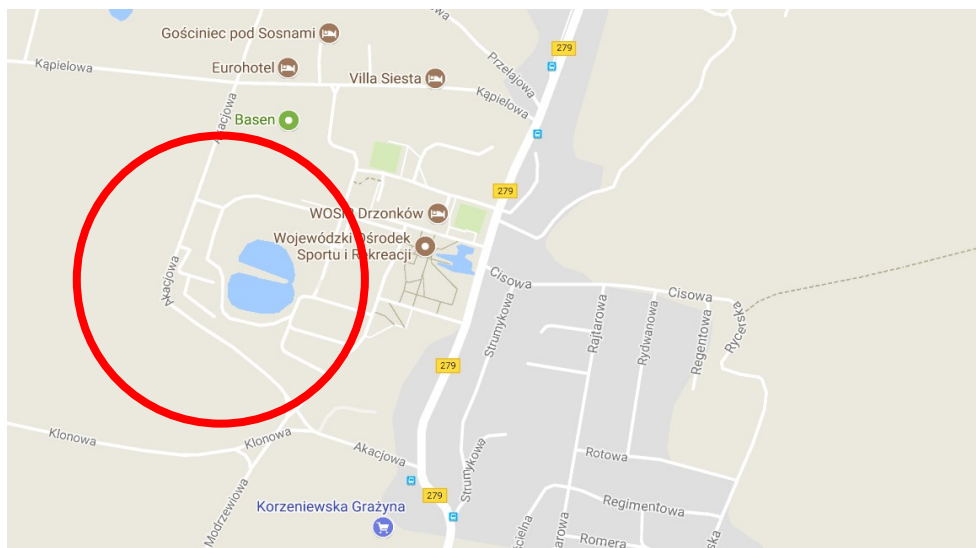 Gościniec pod Sosnami
279
Kąpielowa
Eurohotel
Przełajowa
Villa Siesta
Kąpielowa
Akacjowa
Basen
279
WOSiR Drzonków
Wojewódzki Ośrodek
Sportu i Rekreacji
Akacjowa
Cisowa
Cisowa
Strumykowa
Rajtarowa
Rydwanowa
Regentowa
Rycerska
279
Klonowa
Klonowa
Akacjowa
Strumykowa
Rotowa
Modrzewiowa
279
Korzeniewska Grażyna
Regimentowa
Romera